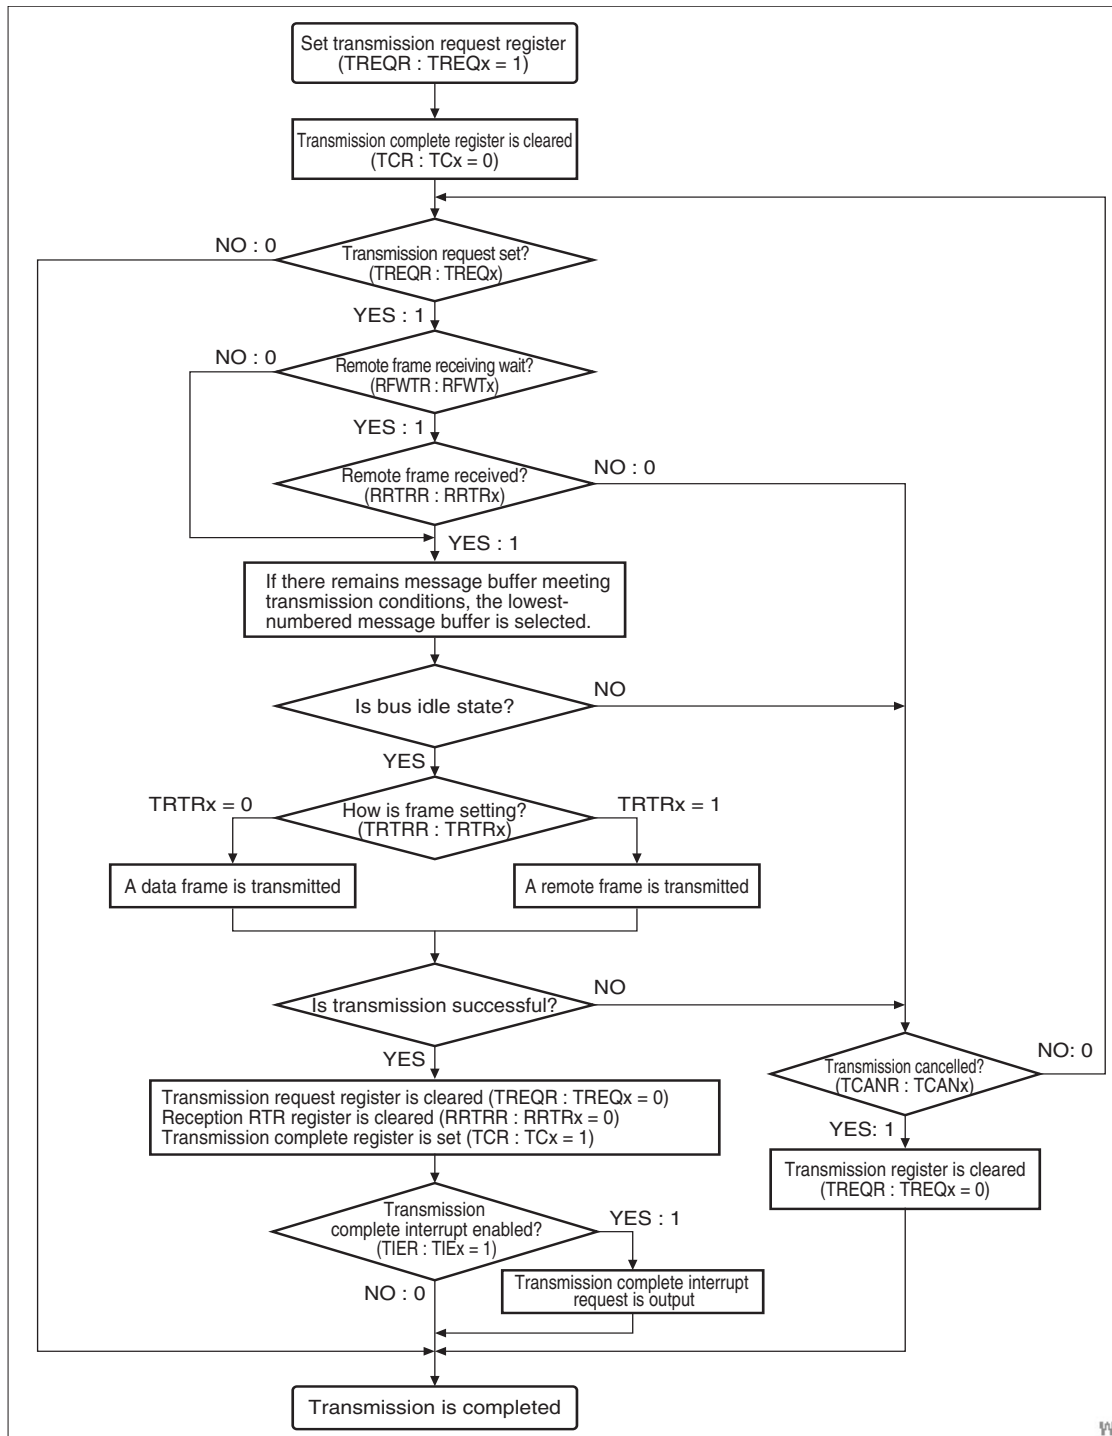 Set transmission request register
(TREQR : TREQx = 1)
Transmission complete register is cleared
(TCR : TCx = 0)
NO : 0
Transmission request set?
(TREQR : TREQx)
YES : 1
NO : 0
Remote frame receiving wait?
(RFWTR : RFWTx)
YES : 1
Remote frame received?
(RRTRR : RRTRx)
NO : 0
YES : 1
If there remains message buffer meeting
transmission conditions, the lowest-
numbered message buffer is selected.
Is bus idle state?
NO
YES
TRTRx = 0
How is frame setting?
(TRTRR : TRTRx)
TRTRx = 1
A data frame is transmitted
A remote frame is transmitted
Is transmission successful?
NO
YES
Transmission cancelled?
(TCANR : TCANx)
NO: 0
YES: 1
Transmission request register is cleared (TREQR : TREQx = 0)
Reception RTR register is cleared (RRTRR : RRTRx = 0)
Transmission complete register is set (TCR : TCx = 1)
Transmission register is cleared
(TREQR : TREQx = 0)
Transmission
complete interrupt enabled?
(TIER : TIEx = 1)
YES : 1
NO : 0
Transmission complete interrupt
request is output
Transmission is completed